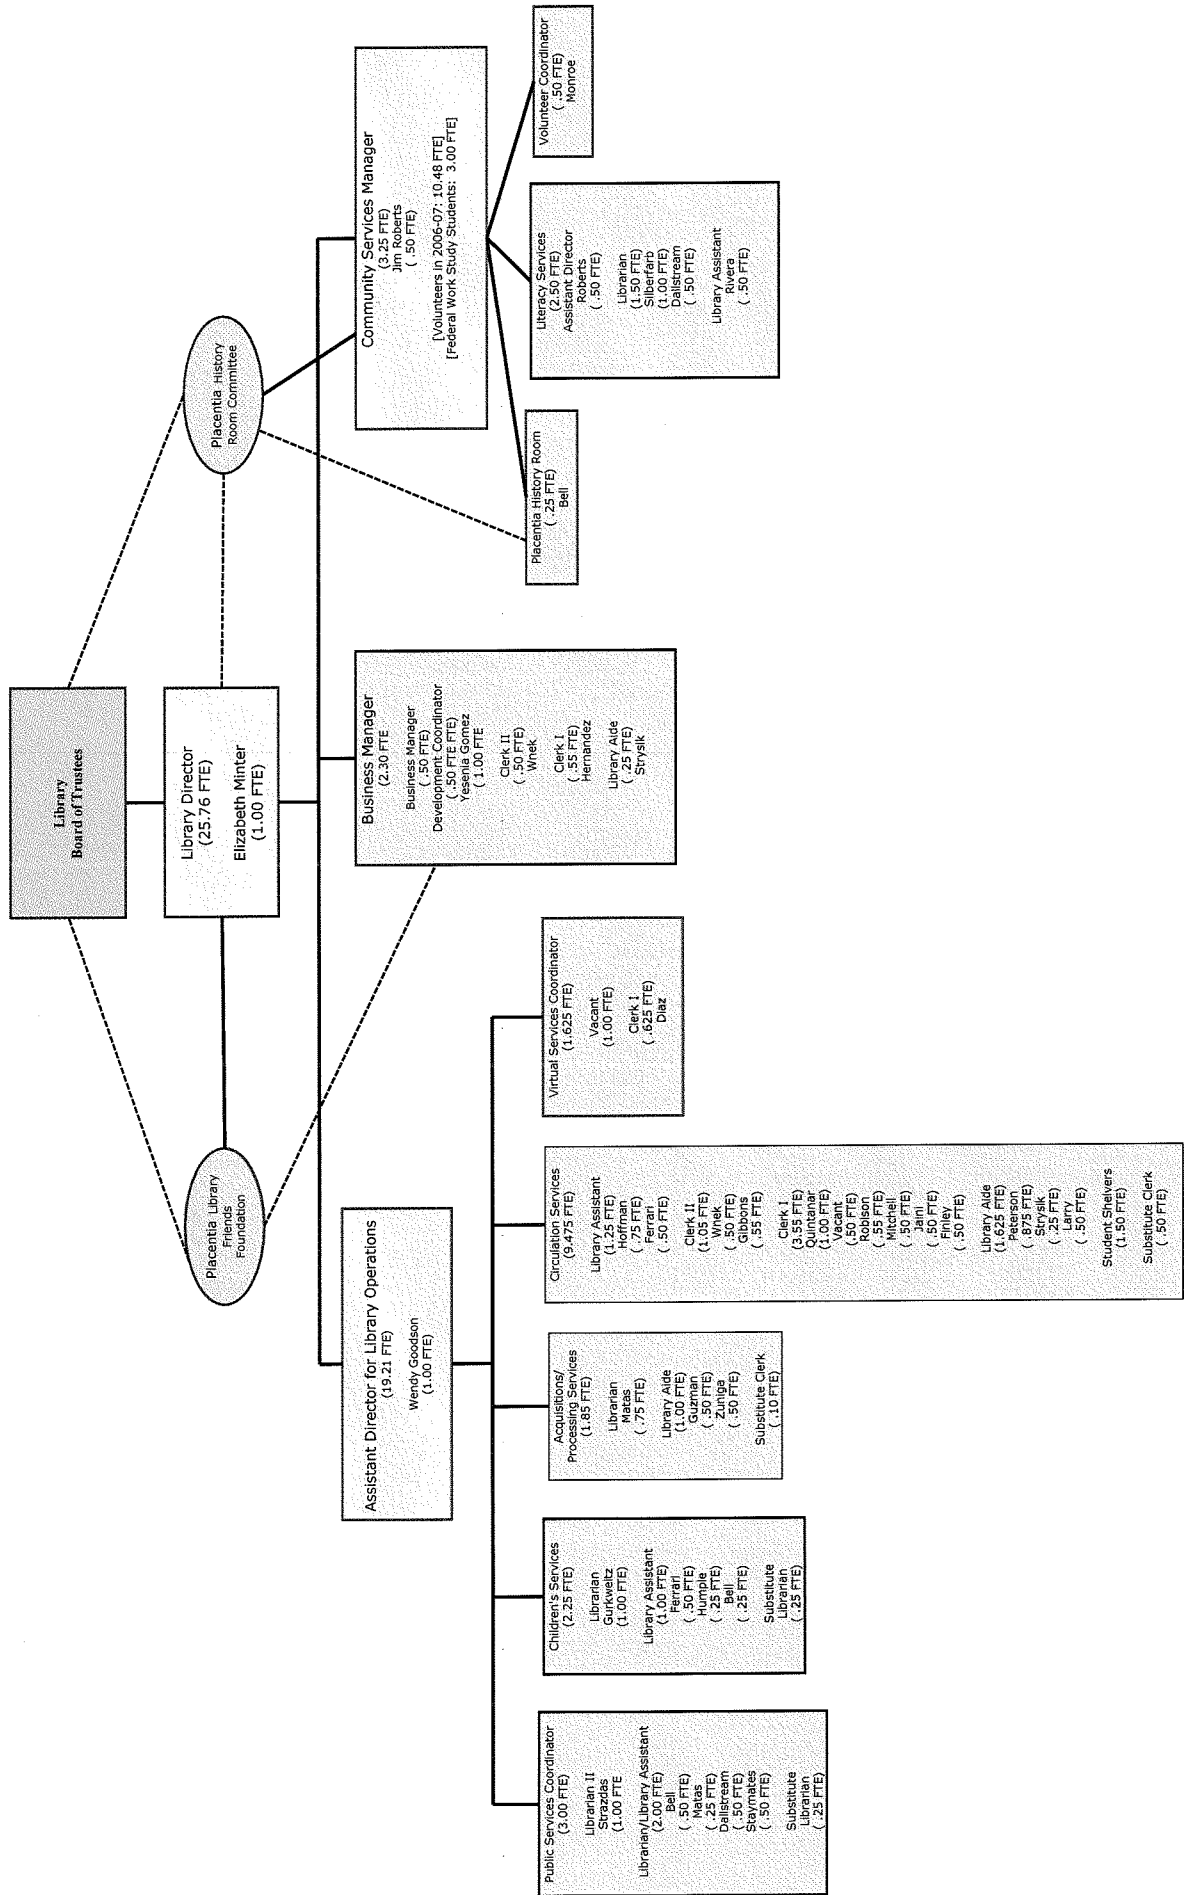 Library
Board of Trustees
Library Director
(25.76 FTE)
Elizabeth Minter
(1.00 FTE)
Placentia Library
Friends
Foundation
Placentia History
Room Committee
Assistant Director for Library Operations
(19.21 FTE)
Wendy Goodson
(1.00 FTE)
Business Manager
(2.30 FTE
Business Manager
( .50 FTE)
Development Coordinator
( .50 FTE FTE)
Yesenia Gomez
( 1.00 FTE
Clerk II
( .50 FTE)
Wnek
Clerk I
( .55 FTE)
Hernandez
Library Aide
( .25 FTE)
Strysik
Community Services Manager
(3.25 FTE)
Jim Roberts
( .50 FTE)
[Volunteers in 2006-07: 10.48 FTE]
[Federal Work Study Students: 3.00 FTE]
Public Services Coordinator
(3.00 FTE)
Librarian II
Strazdas
(1.00 FTE
Librarian/Library Assistant
(2.00 FTE)
Bell
( .50 FTE)
Matas
( .25 FTE)
Dallstream
( .50 FTE)
Staymates
( .50 FTE)
Substitute
Librarian
( .25 FTE)
Children's Services
(2.25 FTE)
Librarian
Gurkweitz
(1.00 FTE)
Library Assistant
(1.00 FTE)
Ferrari
( .50 FTE)
Humple
( .25 FTE)
Bell
( .25 FTE)
Substitute
Librarian
( .25 FTE)
Acquisitions/
Processing Services
(1.85 FTE)
Librarian
Matas
( .75 FTE)
Library Aide
(1.00 FTE)
Guzman
( .50 FTE)
Zuniga
( .50 FTE)
Substitute Clerk
( .10 FTE)
Circulation Services
(9.475 FTE)
Library Assistant
(1.25 FTE)
Hoffman
( .75 FTE)
Ferrari
( .50 FTE)
Clerk II
(1.05 FTE)
Wnek
( .50 FTE)
Gibbons
( .55 FTE)
Clerk I
(3.55 FTE)
Quintanar
(1.00 FTE)
Vacant
( .50 FTE)
Robison
( .55 FTE)
Mitchell
( .50 FTE)
Jaini
( .50 FTE)
Finley
( .50 FTE)
Library Aide
(1.625 FTE)
Peterson
( .875 FTE)
Strysik
( .25 FTE)
Larry
( .50 FTE)
Student Shelvers
(1.50 FTE)
Substitute Clerk
( .50 FTE)
Virtual Services Coordinator
(1.625 FTE)
Vacant
(1.00 FTE)
Clerk I
( .625 FTE)
Diaz
Placentia History Room
( .25 FTE)
Bell
Literacy Services
(2.50 FTE)
Assistant Director
Roberts
( .50 FTE)
Librarian
(1.50 FTE)
Silberfarb
(1.00 FTE)
Dallstream
( .50 FTE)
Library Assistant
Rivera
( .50 FTE)
Volunteer Coordinator
( .50 FTE)
Monroe